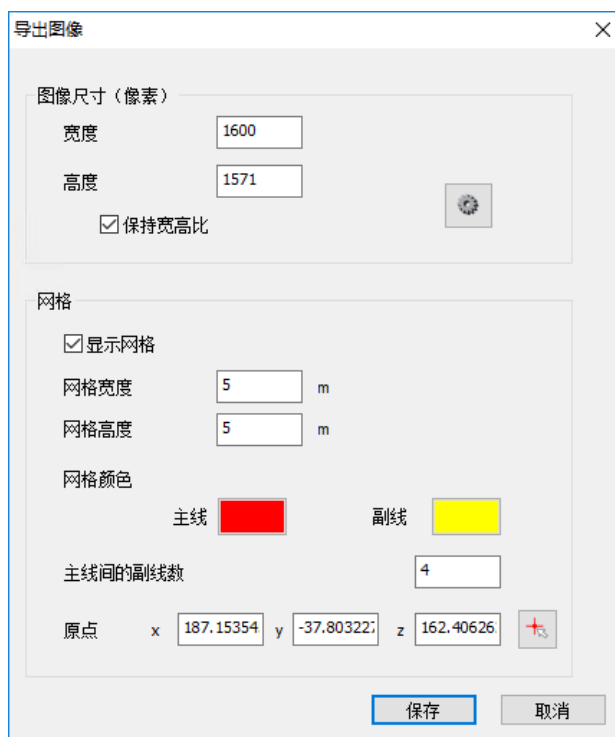 导出图像
图像尺寸（像素）
宽度 1600
高度 1571
保持宽高比
网格
显示网格
网格宽度 5 m
网格高度 5 m
网格颜色
主线 副线
主线间的副线数 4
原点 x 187.15354 y -37.803227 z 162.40626
保存 取消